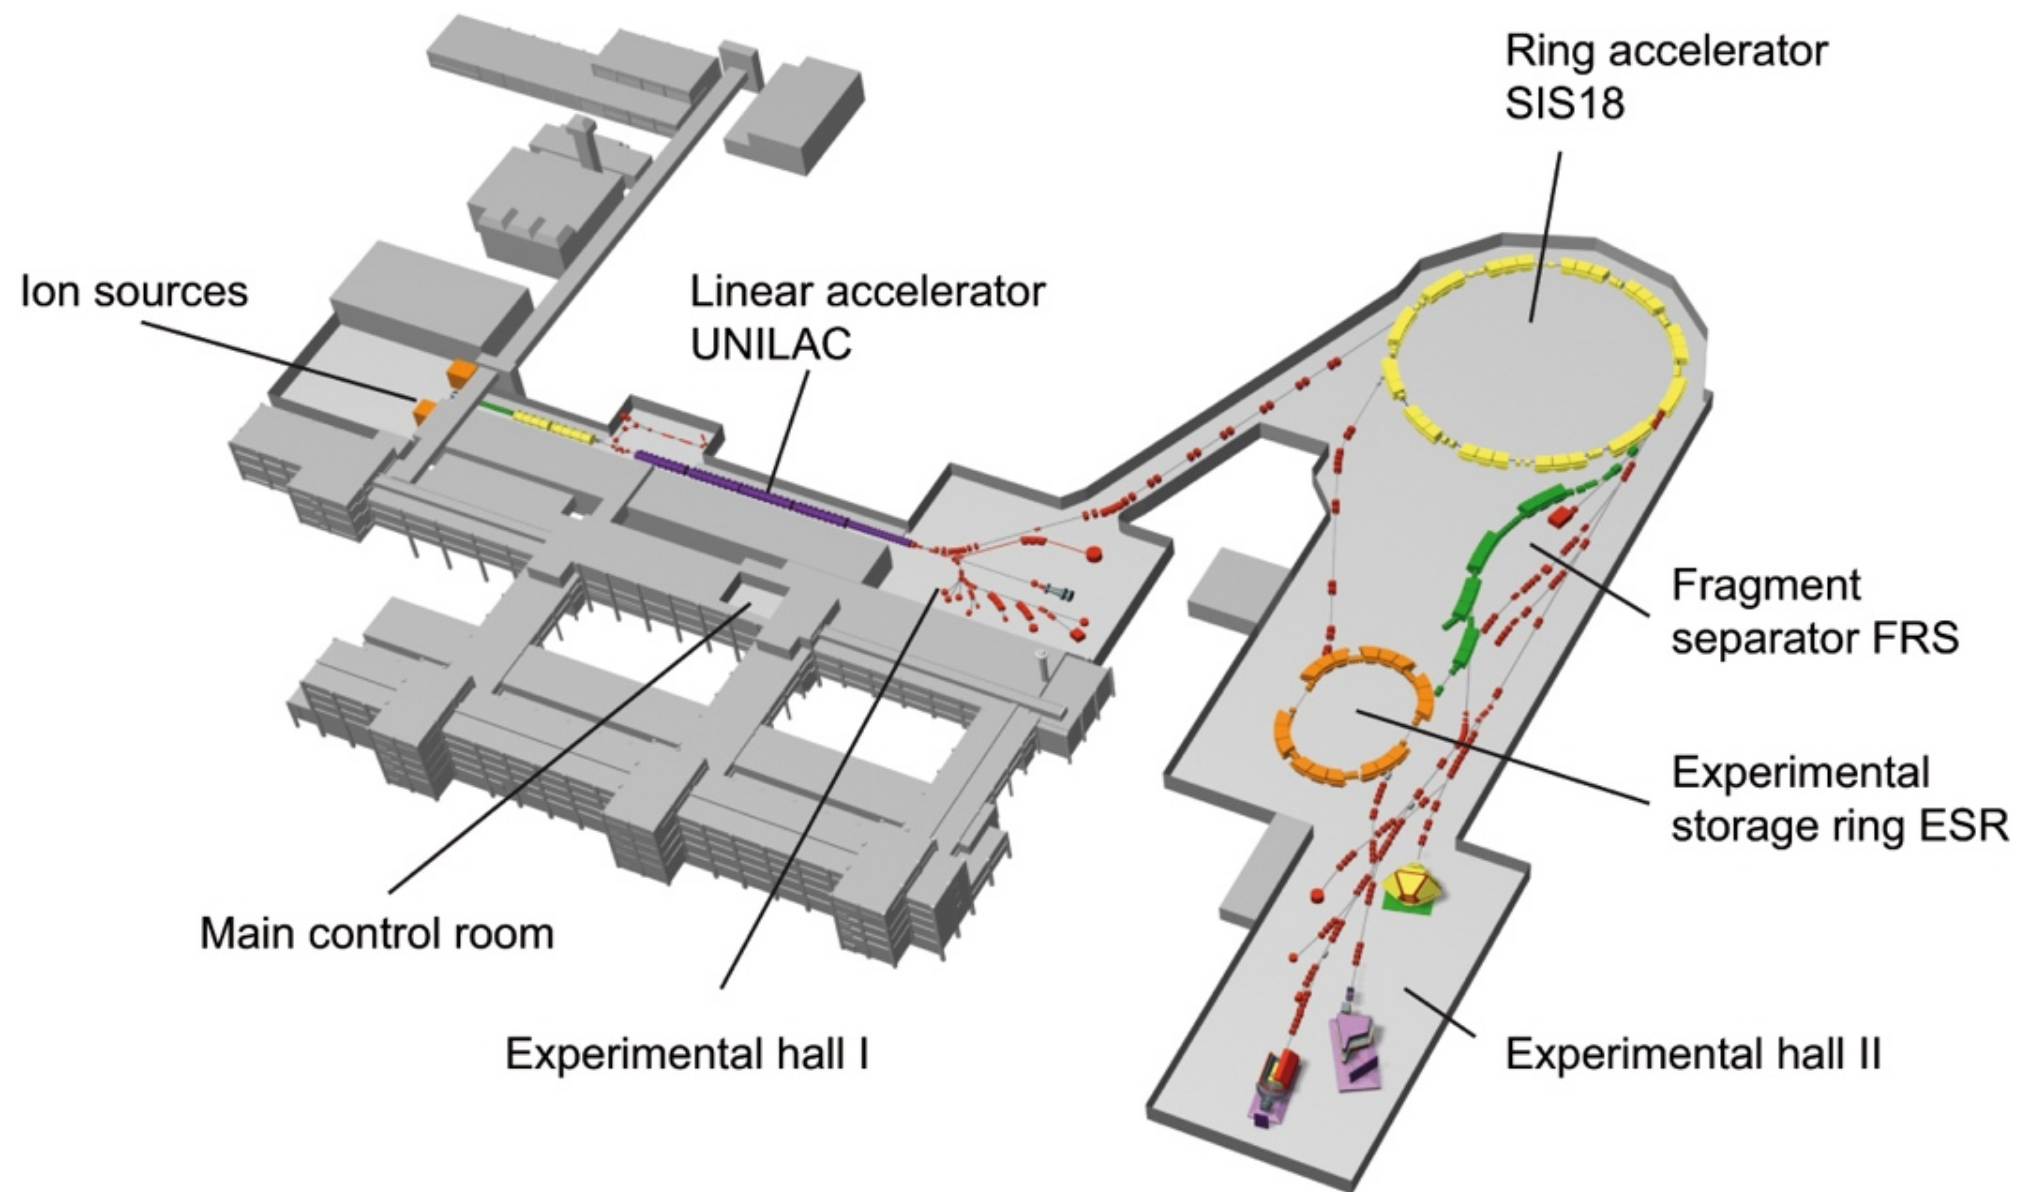 Ring accelerator
SIS18
Ion sources
Linear accelerator
UNILAC
Fragment
separator FRS
Experimental
storage ring ESR
Main control room
Experimental hall I
Experimental hall II